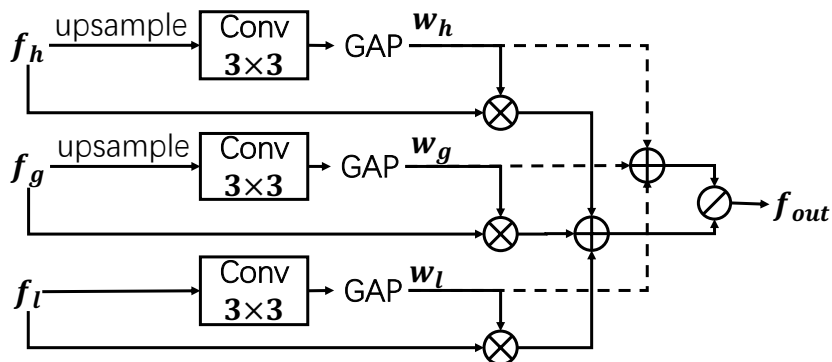 f_h upsample Conv 3×3 GAP w_h
f_g upsample Conv 3×3 GAP w_g
f_out
f_l Conv 3×3 GAP w_l